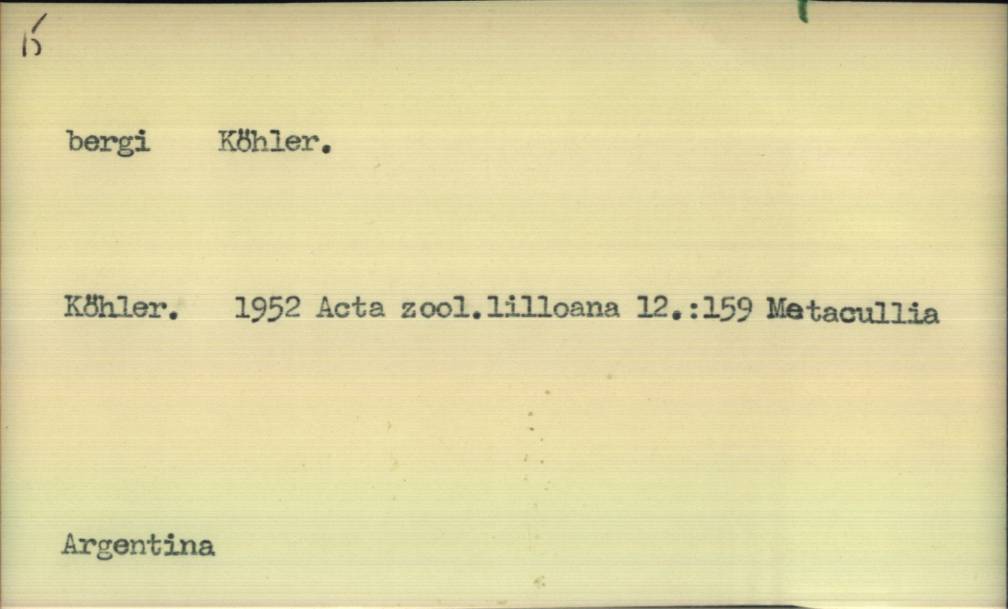 bergi Köhler.
Köhler. 1952 Acta zool.lilloana 12.:159 Metacullia
Argentina